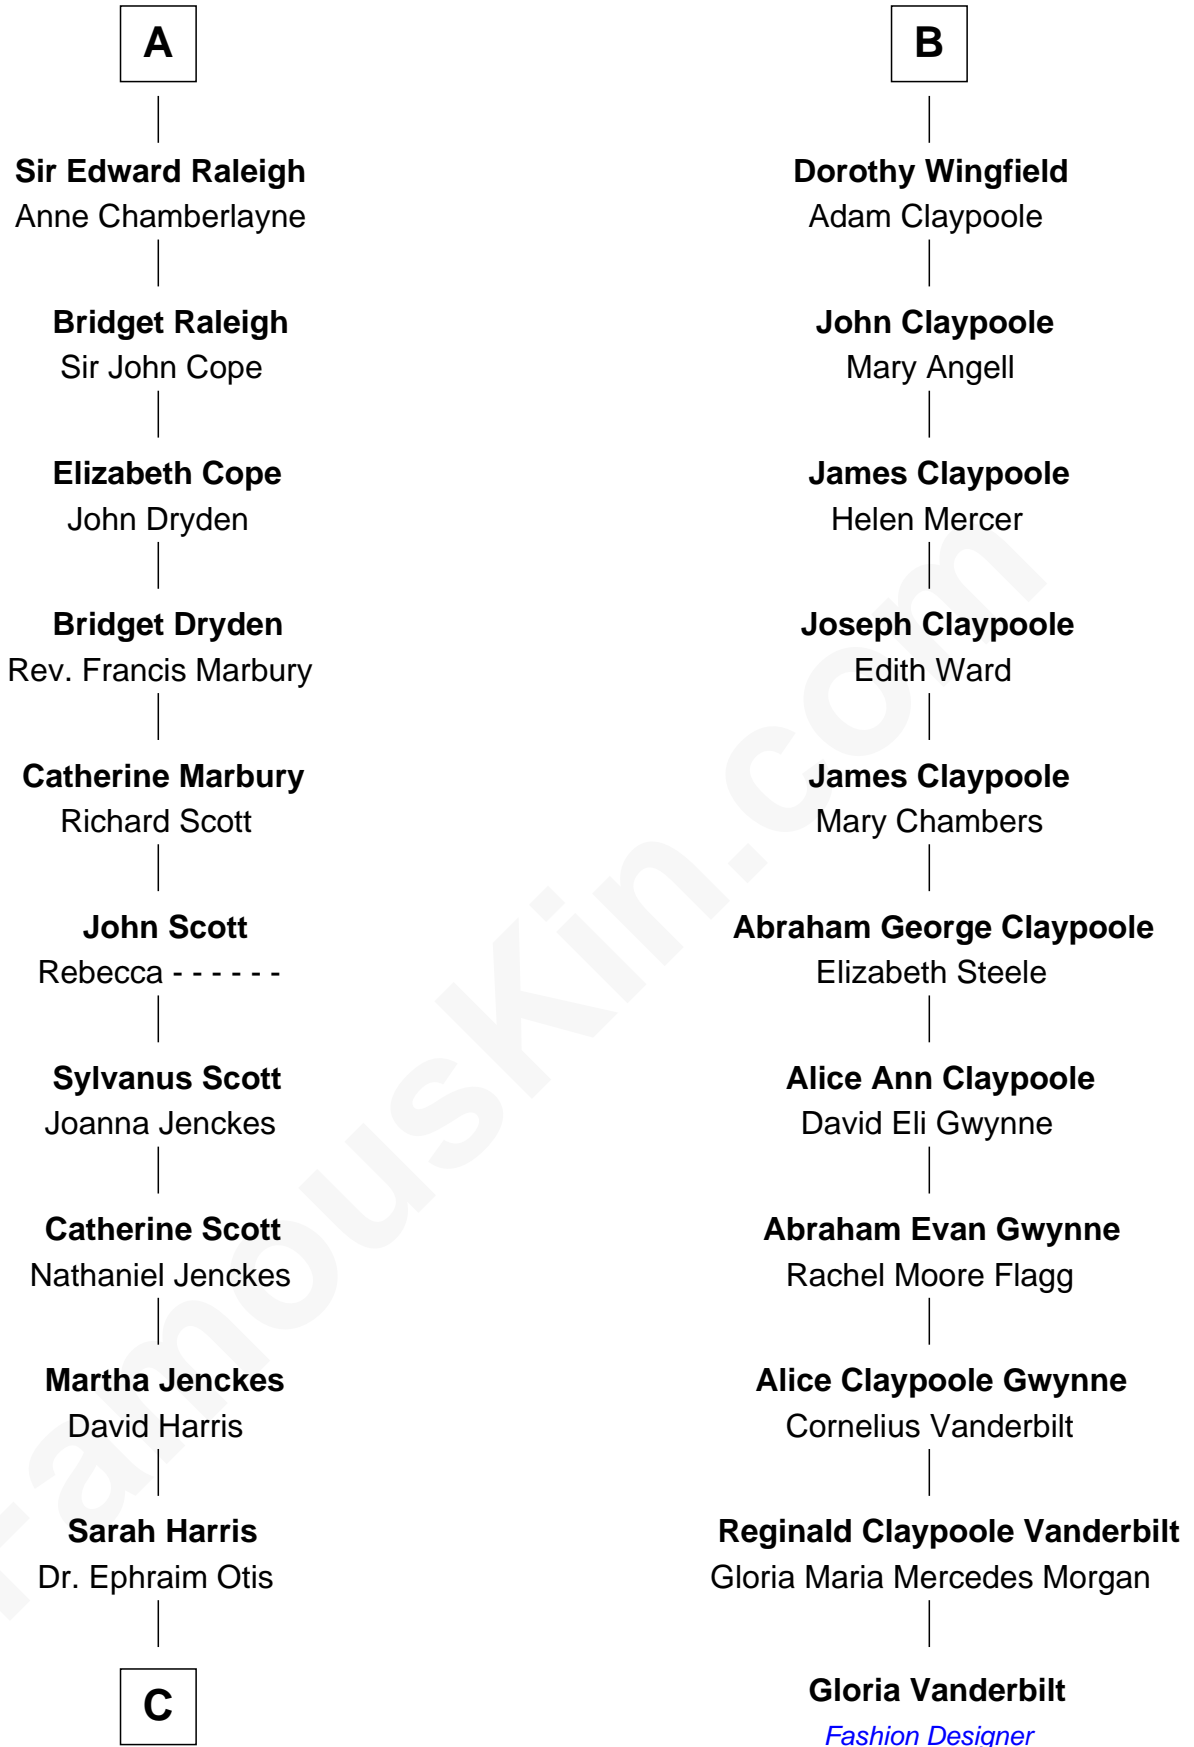 A
Sir Edward Raleigh
Anne Chamberlayne
Bridget Raleigh
Sir John Cope
Elizabeth Cope
John Dryden
Bridget Dryden
Rev. Francis Marbury
Catherine Marbury
Richard Scott
John Scott
Rebecca - - - - - -
Sylvanus Scott
Joanna Jenckes
Catherine Scott
Nathaniel Jenckes
Martha Jenckes
David Harris
Sarah Harris
Dr. Ephraim Otis
C
B
Dorothy Wingfield
Adam Claypoole
John Claypoole
Mary Angell
James Claypoole
Helen Mercer
Joseph Claypoole
Edith Ward
James Claypoole
Mary Chambers
Abraham George Claypoole
Elizabeth Steele
Alice Ann Claypoole
David Eli Gwynne
Abraham Evan Gwynne
Rachel Moore Flagg
Alice Claypoole Gwynne
Cornelius Vanderbilt
Reginald Claypoole Vanderbilt
Gloria Maria Mercedes Morgan
Gloria Vanderbilt
Fashion Designer
FamousKin.com